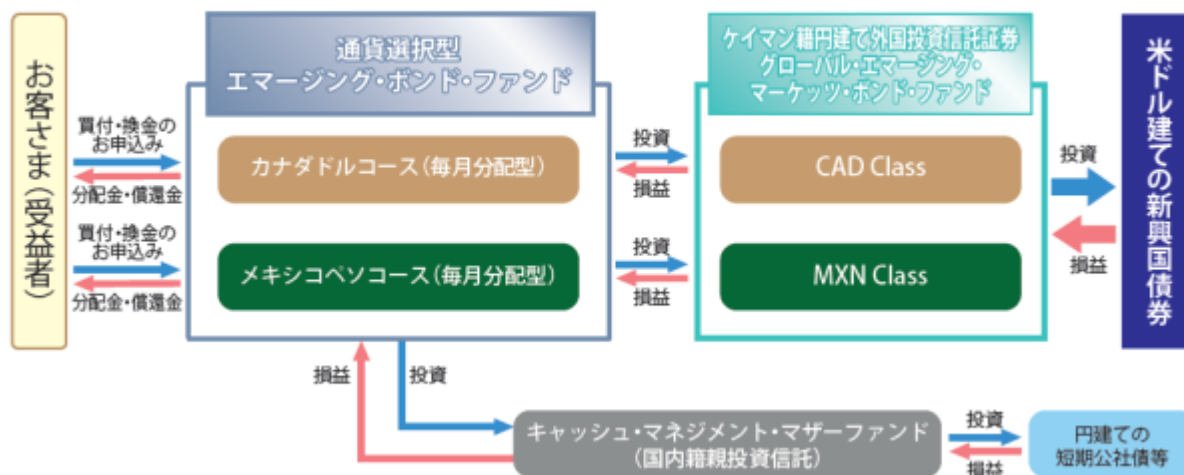 お客さま（受益者）
買付・換金の
お申込み
分配金・償還金
買付・換金の
お申込み
分配金・償還金
通貨選択型
エマージング・ボンド・ファンド
カナダドルコース（毎月分配型）
メキシコペソコース（毎月分配型）
投資
損益
投資
損益
ケイマン籍円建て外国投資信託証券
グローバル・エマージング・
マーケッツ・ボンド・ファンド
CAD Class
MXN Class
投資
損益
米ドル建ての新興国債券
損益
投資
キャッシュ・マネジメント・マザーファンド
（国内籍親投資信託）
投資
損益
円建ての
短期公社債等